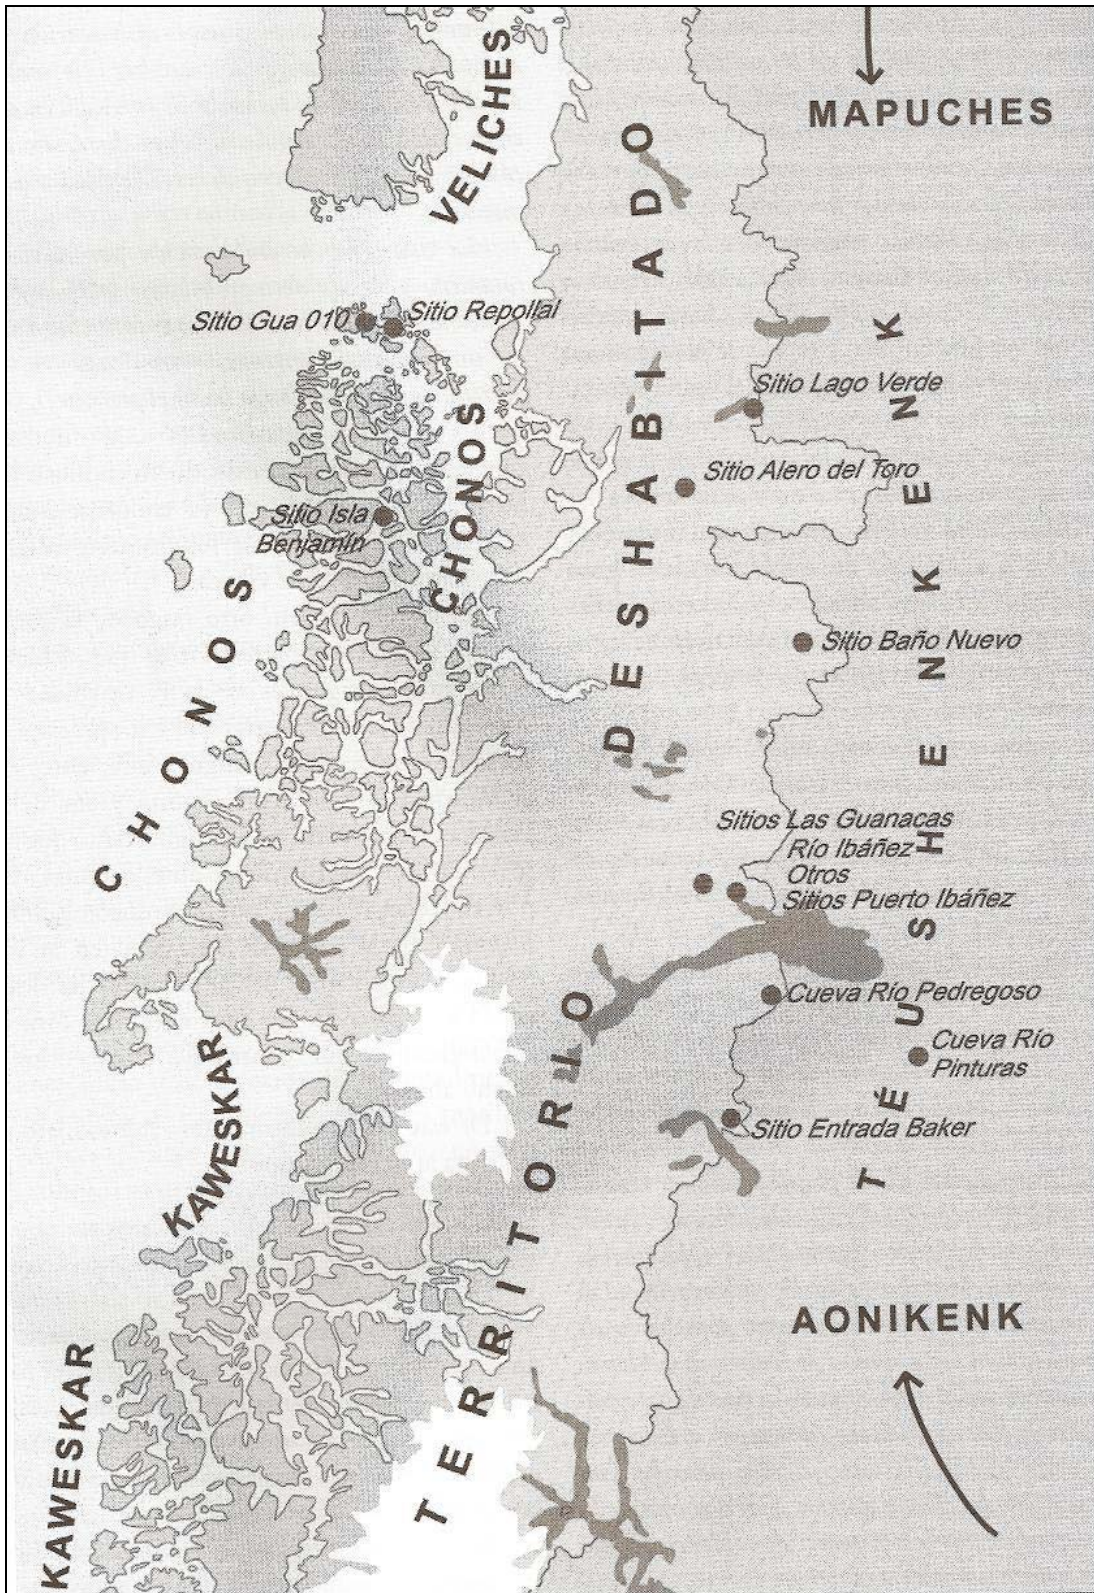 MAPUCHES
VELICHES
Sitio Gua 010
Sitio Repollal
CHONOS
Sitio Lago Verde
Sitio Alero del Toro
Sitio Isla
Benjamín
CHONOS
Sitio Baño Nuevo
TERRITORIO DESHABITADO
TÉUSHENKENK
Sitios Las Guanacas
Río Ibáñez
Otros
Sitios Puerto Ibáñez
Cueva Río Pedregoso
Cueva Río
Pinturas
Sitio Entrada Baker
KAWESKAR
AONIKENK
KAWESKAR